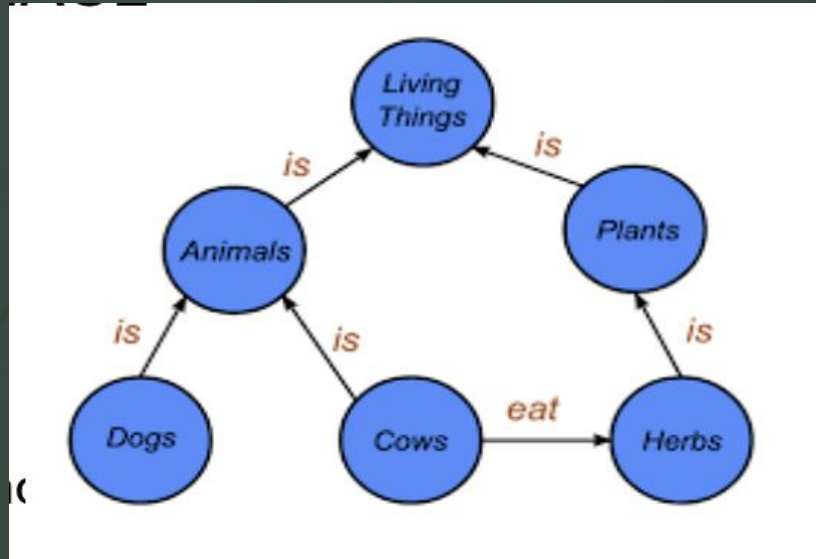 Living
Things
is
is
Animals
Plants
is
is
is
eat
Dogs
Cows
Herbs